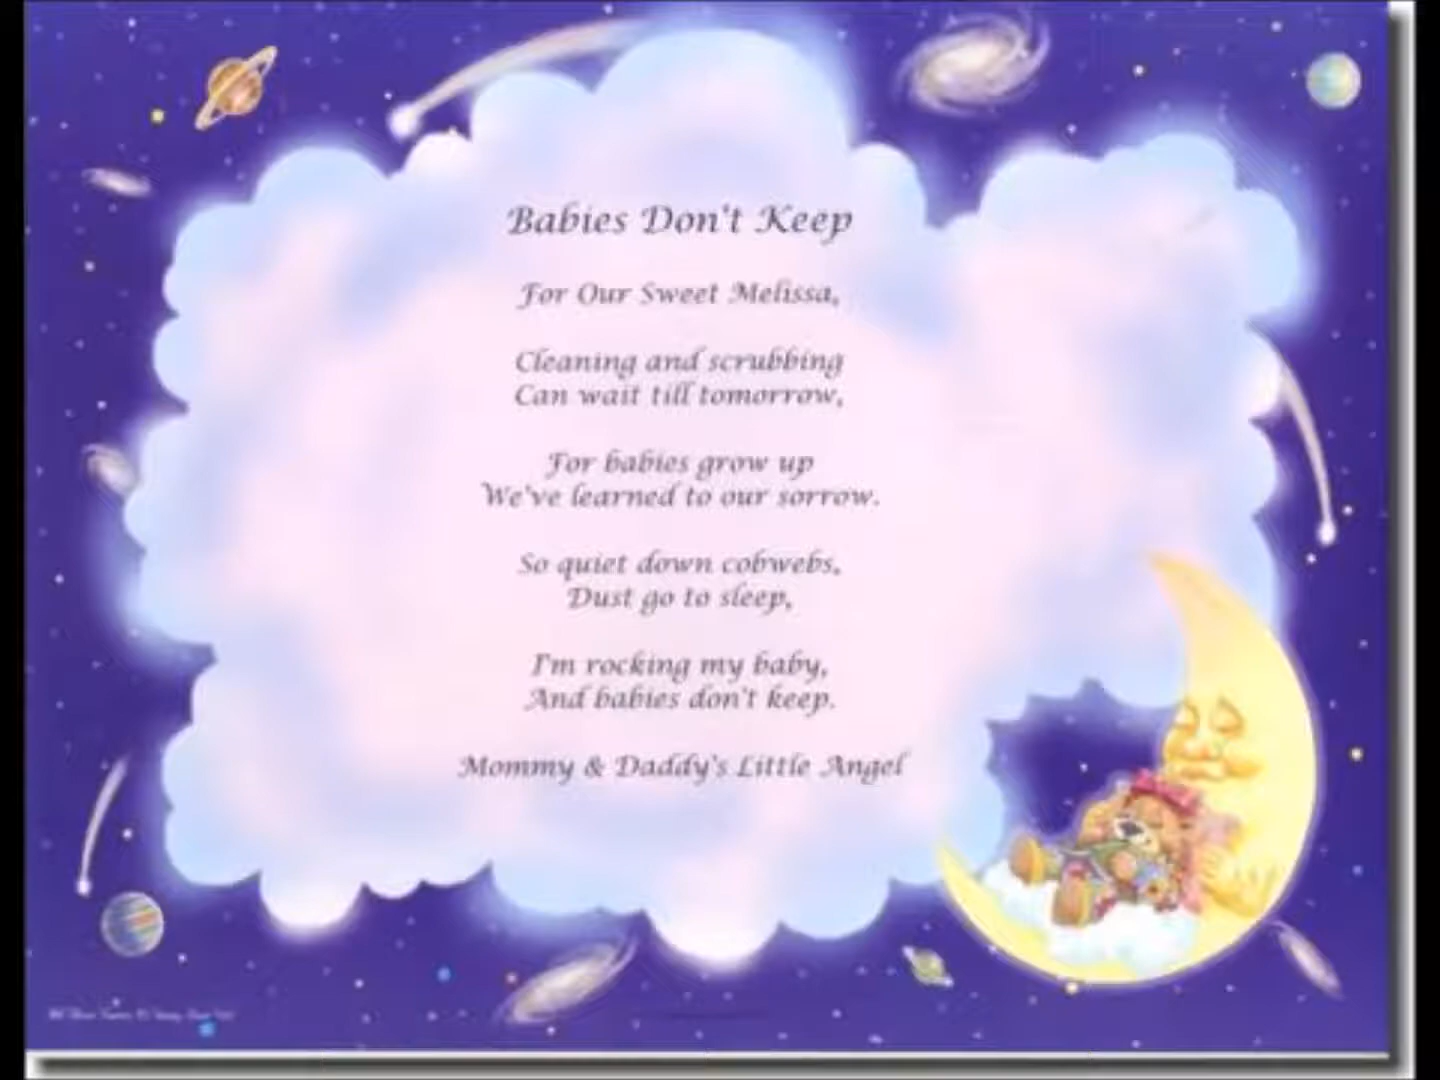 Babies Don't Keep
For Our Sweet Melissa,
Cleaning and scrubbing
Can wait till tomorrow,
For babies grow up
We've learned to our sorrow.
So quiet down cobwebs,
Dust go to sleep,
I'm rocking my baby,
And babies don't keep.
Mommy & Daddy's Little Angel